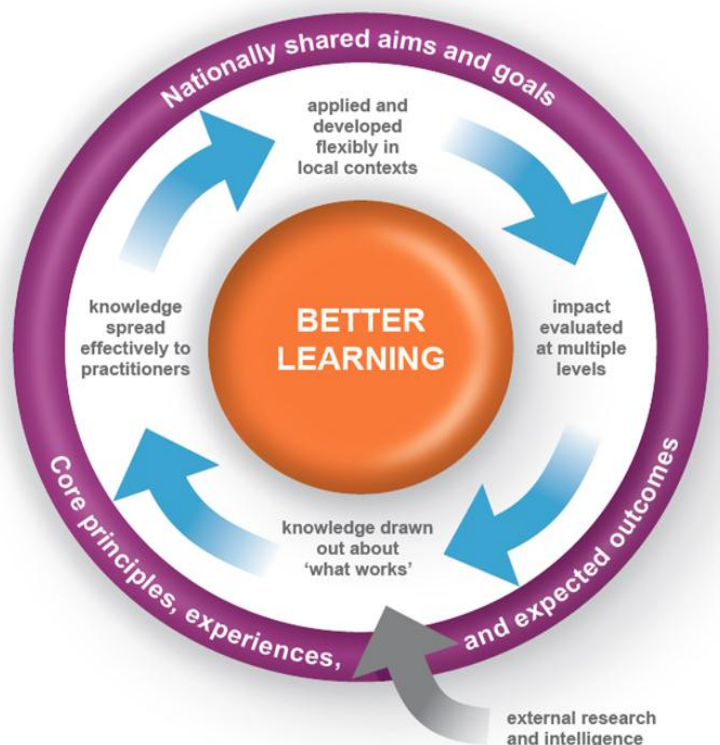 Nationally shared aims and goals
applied and
developed
flexibly in
local contexts
knowledge
spread
effectively to
practitioners
BETTER
LEARNING
impact
evaluated
at multiple
levels
knowledge drawn
out about
‘what works’
Core principles, experiences,
and expected outcomes
external research
and intelligence